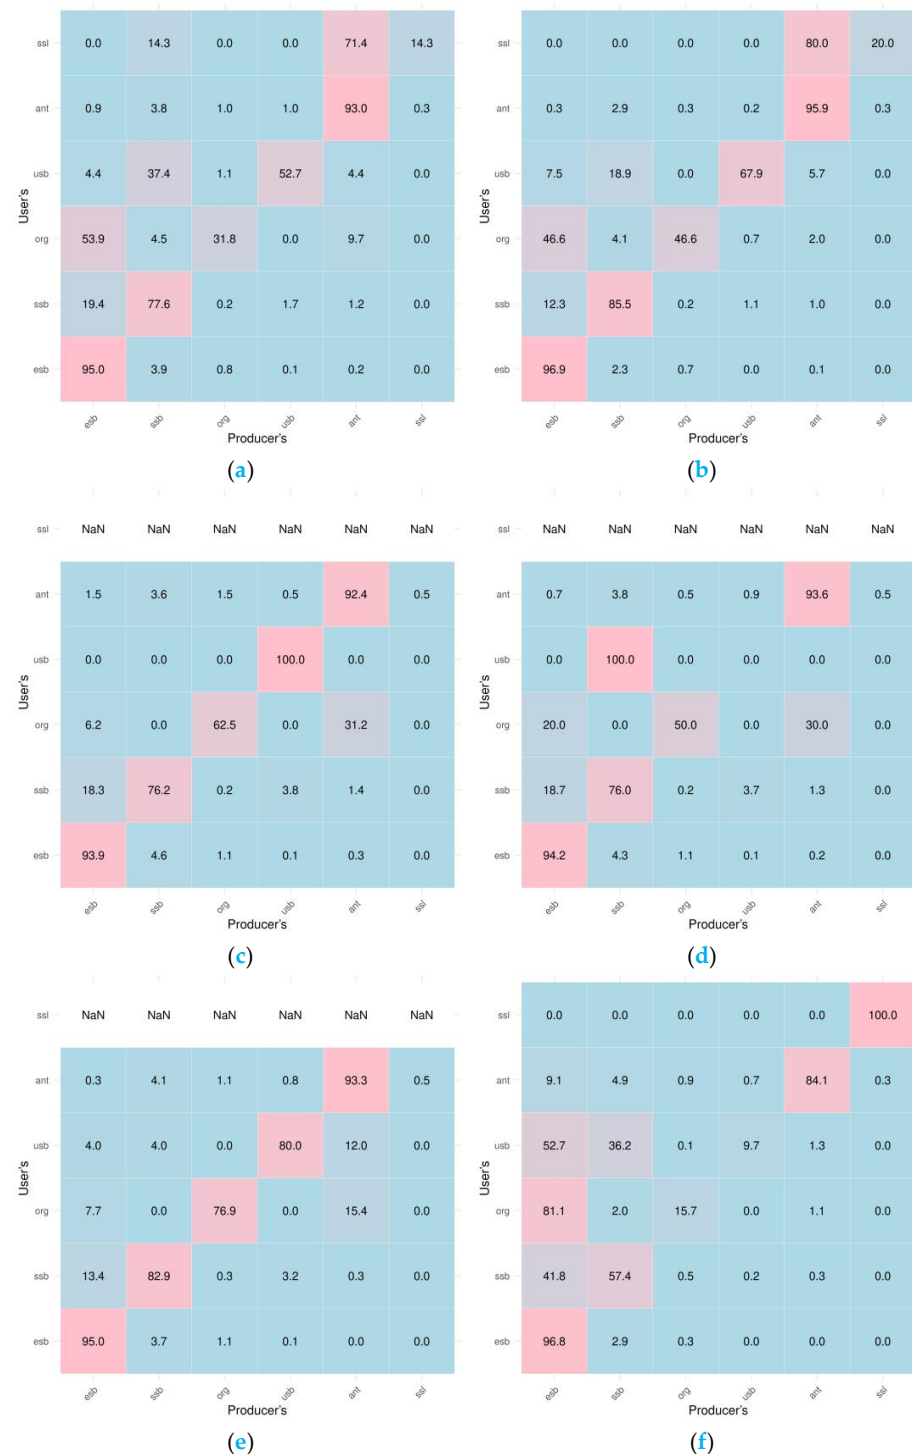 ssl 0.0 14.3 0.0 0.0 71.4 14.3
ant 0.9 3.8 1.0 1.0 93.0 0.3
usb 4.4 37.4 1.1 52.7 4.4 0.0
org 53.9 4.5 31.8 0.0 9.7 0.0
ssb 19.4 77.6 0.2 1.7 1.2 0.0
esb 95.0 3.9 0.8 0.1 0.2 0.0
User's
esb ssb org usb ant ssl
Producer's
(a)
ssl 0.0 0.0 0.0 0.0 80.0 20.0
ant 0.3 2.9 0.3 0.2 95.9 0.3
usb 7.5 18.9 0.0 67.9 5.7 0.0
org 46.6 4.1 46.6 0.7 2.0 0.0
ssb 12.3 85.5 0.2 1.1 1.0 0.0
esb 96.9 2.3 0.7 0.0 0.1 0.0
User's
esb ssb org usb ant ssl
Producer's
(b)
ssl NaN NaN NaN NaN NaN NaN
ant 1.5 3.6 1.5 0.5 92.4 0.5
usb 0.0 0.0 0.0 100.0 0.0 0.0
org 6.2 0.0 62.5 0.0 31.2 0.0
ssb 18.3 76.2 0.2 3.8 1.4 0.0
esb 93.9 4.6 1.1 0.1 0.3 0.0
User's
esb ssb org usb ant ssl
Producer's
(c)
ssl NaN NaN NaN NaN NaN NaN
ant 0.7 3.8 0.5 0.9 93.6 0.5
usb 0.0 100.0 0.0 0.0 0.0 0.0
org 20.0 0.0 50.0 0.0 30.0 0.0
ssb 18.7 76.0 0.2 3.7 1.3 0.0
esb 94.2 4.3 1.1 0.1 0.2 0.0
User's
esb ssb org usb ant ssl
Producer's
(d)
ssl NaN NaN NaN NaN NaN NaN
ant 0.3 4.1 1.1 0.8 93.3 0.5
usb 4.0 4.0 0.0 80.0 12.0 0.0
org 7.7 0.0 76.9 0.0 15.4 0.0
ssb 13.4 82.9 0.3 3.2 0.3 0.0
esb 95.0 3.7 1.1 0.1 0.0 0.0
User's
esb ssb org usb ant ssl
Producer's
(e)
ssl 0.0 0.0 0.0 0.0 0.0 100.0
ant 9.1 4.9 0.9 0.7 84.1 0.3
usb 52.7 36.2 0.1 9.7 1.3 0.0
org 81.1 2.0 15.7 0.0 1.1 0.0
ssb 41.8 57.4 0.5 0.2 0.3 0.0
esb 96.8 2.9 0.3 0.0 0.0 0.0
User's
esb ssb org usb ant ssl
Producer's
(f)